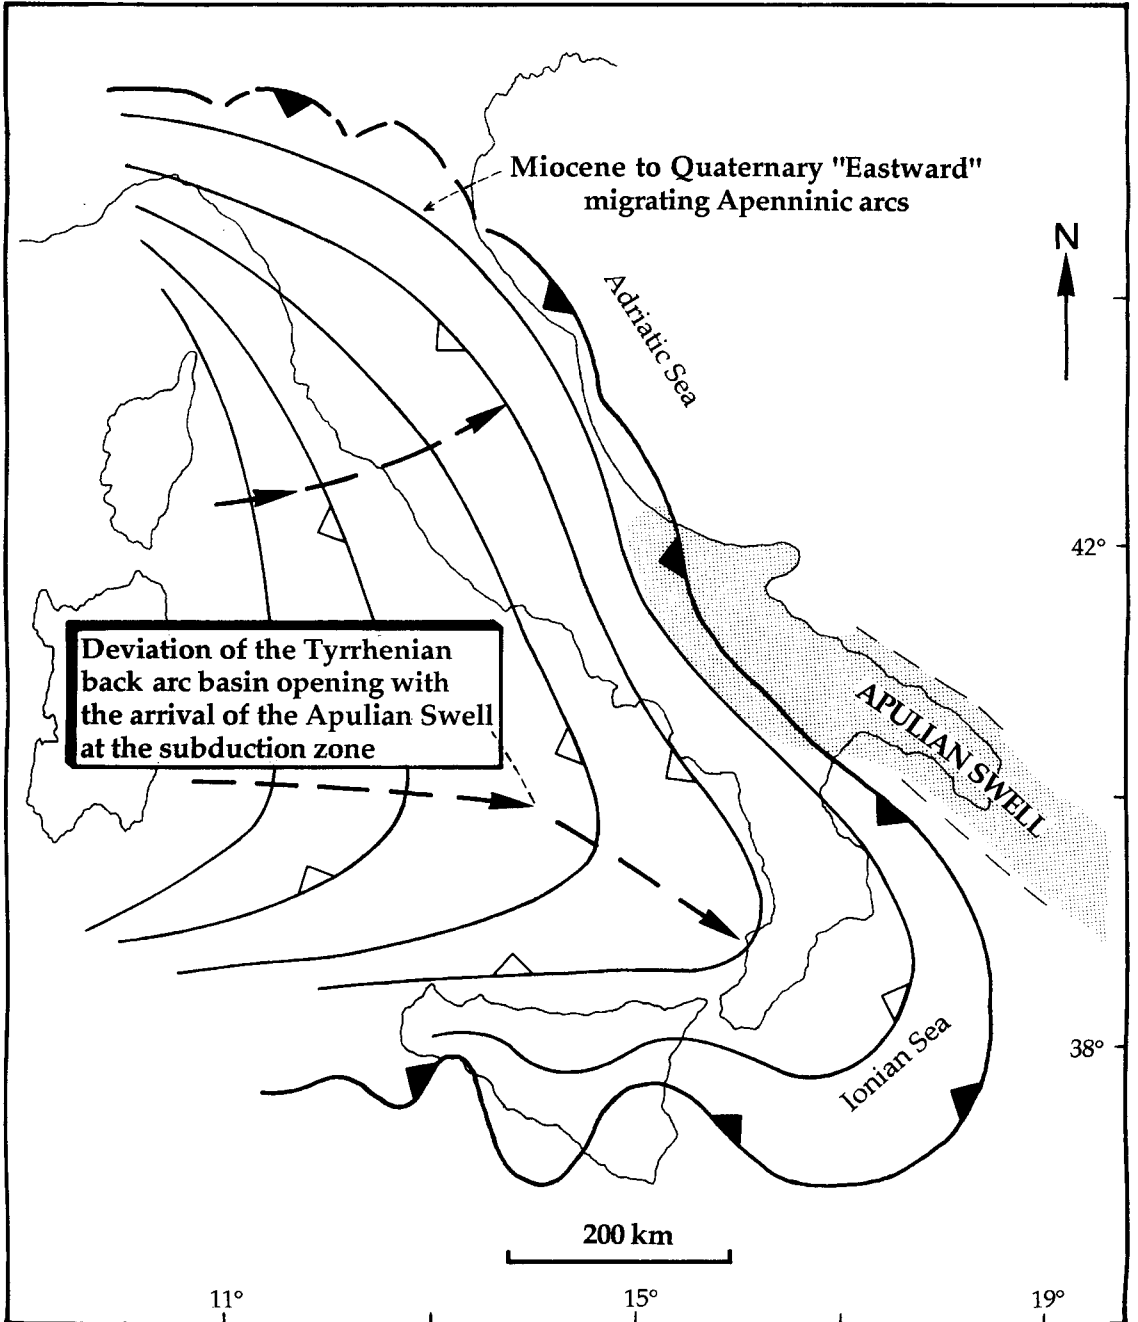 Miocene to Quaternary "Eastward"
migrating Apenninic arcs
N
Adriatic Sea
42°
Deviation of the Tyrrhenian
back arc basin opening with
the arrival of the Apulian Swell
at the subduction zone
APULIAN SWELL
38°
Ionian Sea
200 km
11°
15°
19°